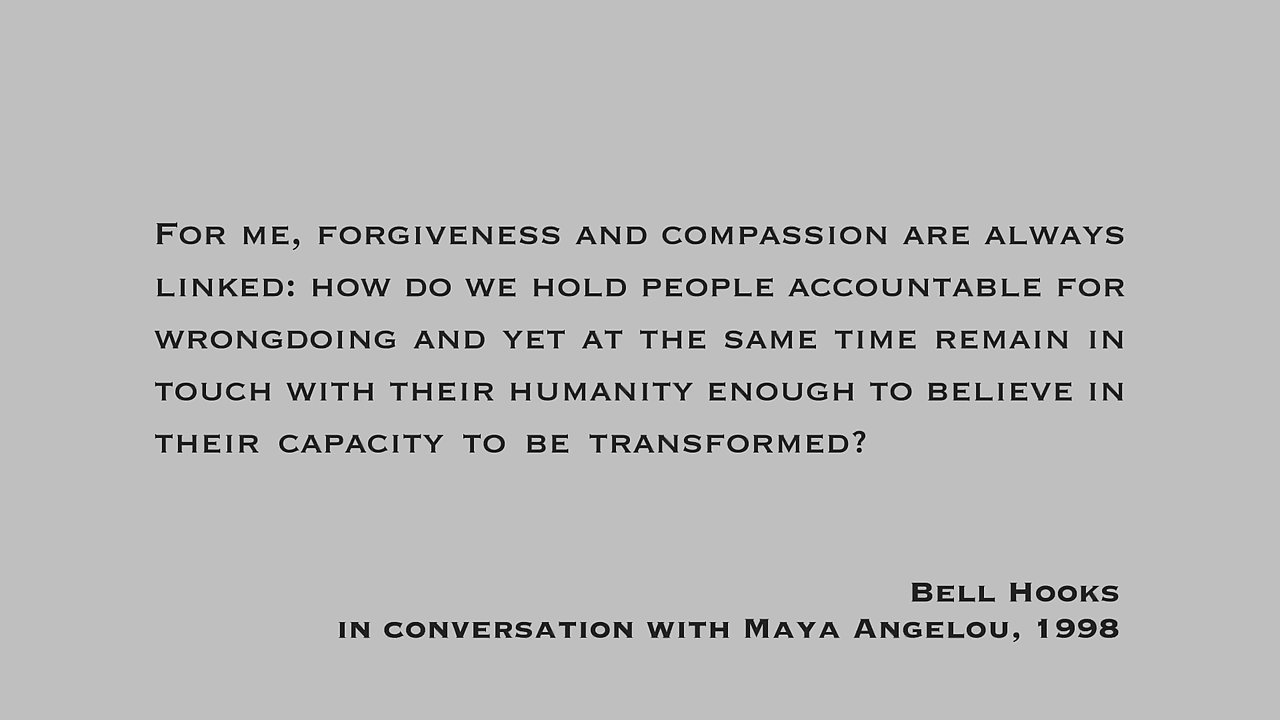 For me, forgiveness and compassion are always
linked: how do we hold people accountable for
wrongdoing and yet at the same time remain in
touch with their humanity enough to believe in
their capacity to be transformed?
Bell Hooks
in conversation with Maya Angelou, 1998